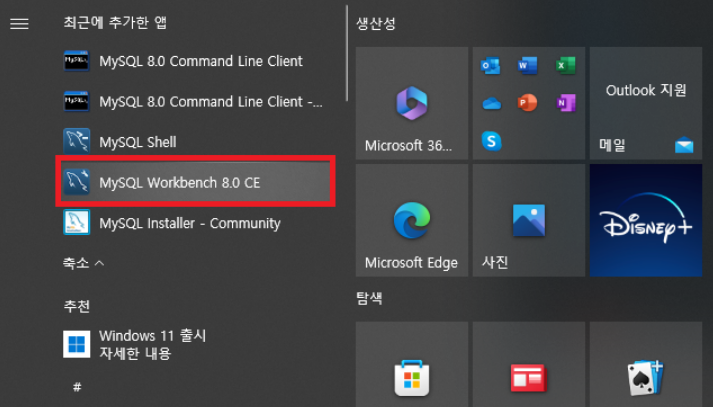 최근에 추가한 앱
MySQL 8.0 Command Line Client
MySQL 8.0 Command Line Client -...
MySQL Shell
MySQL Workbench 8.0 CE
MySQL Installer - Community
축소
추천
Windows 11 출시
자세한 내용
#
생산성
Microsoft 36...
Outlook 지원
메일
Microsoft Edge
사진
Disney+
탐색